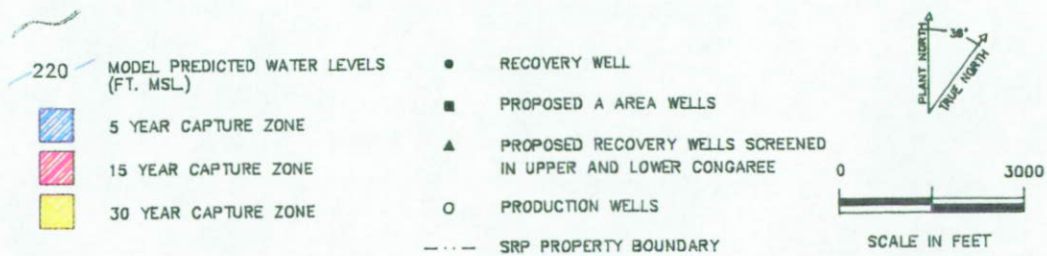 220
MODEL PREDICTED WATER LEVELS
(FT. MSL.)
5 YEAR CAPTURE ZONE
15 YEAR CAPTURE ZONE
30 YEAR CAPTURE ZONE
RECOVERY WELL
PROPOSED A AREA WELLS
PROPOSED RECOVERY WELLS SCREENED
IN UPPER AND LOWER CONGAREE
PRODUCTION WELLS
SRP PROPERTY BOUNDARY
PLANT NORTH
36°
TRUE NORTH
0 3000
SCALE IN FEET